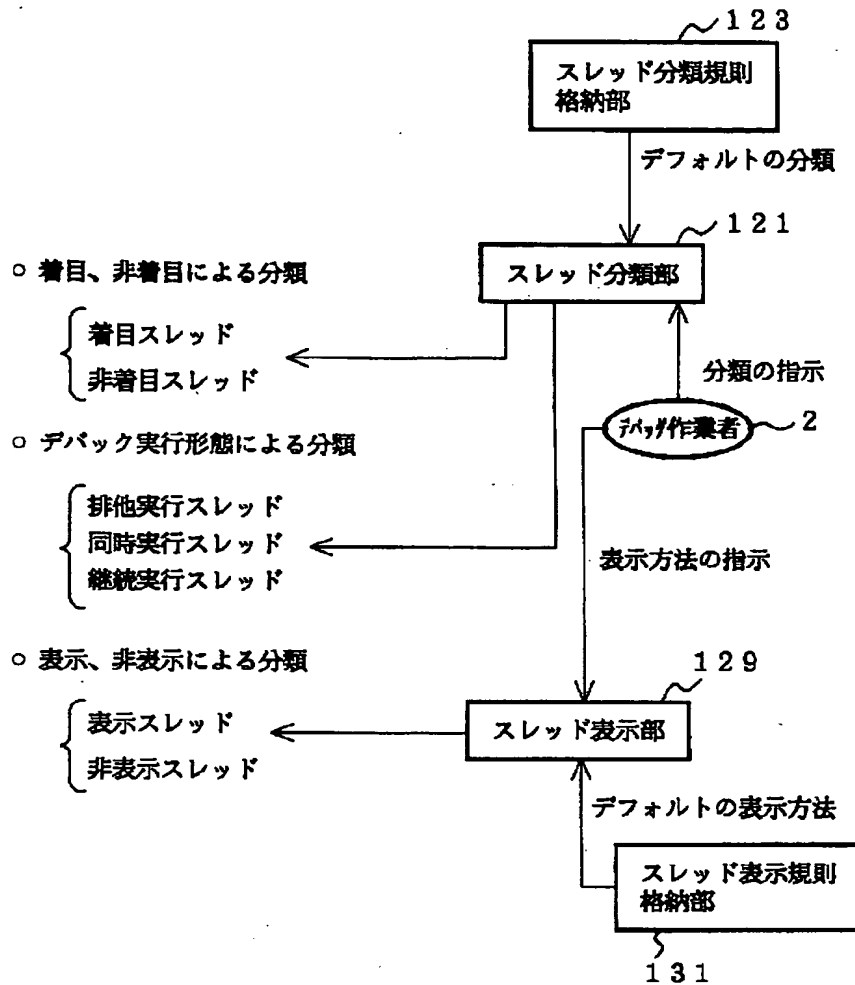 123
スレッド分類規則
格納部
デフォルトの分類
121
スレッド分類部
○ 着目、非着目による分類
着目スレッド
非着目スレッド
分類の指示
デバッグ作業者
2
○ デバック実行形態による分類
排他実行スレッド
同時実行スレッド
継続実行スレッド
表示方法の指示
○ 表示、非表示による分類
129
表示スレッド
非表示スレッド
スレッド表示部
デフォルトの表示方法
スレッド表示規則
格納部
131